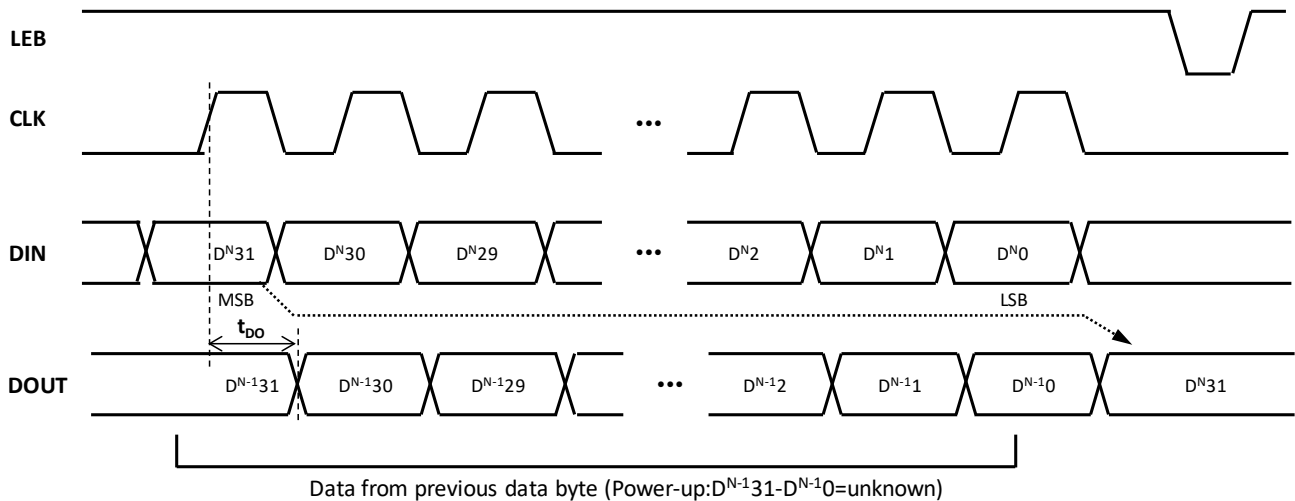 LEB
CLK
•••
DIN
Dᴺ31
Dᴺ30
Dᴺ29
•••
Dᴺ2
Dᴺ1
Dᴺ0
MSB
LSB
tDO
DOUT
Dᴺ⁻¹31
Dᴺ⁻¹30
Dᴺ⁻¹29
•••
Dᴺ⁻¹2
Dᴺ⁻¹1
Dᴺ⁻¹0
Dᴺ31
Data from previous data byte (Power-up:Dᴺ⁻¹31-Dᴺ⁻¹0=unknown)